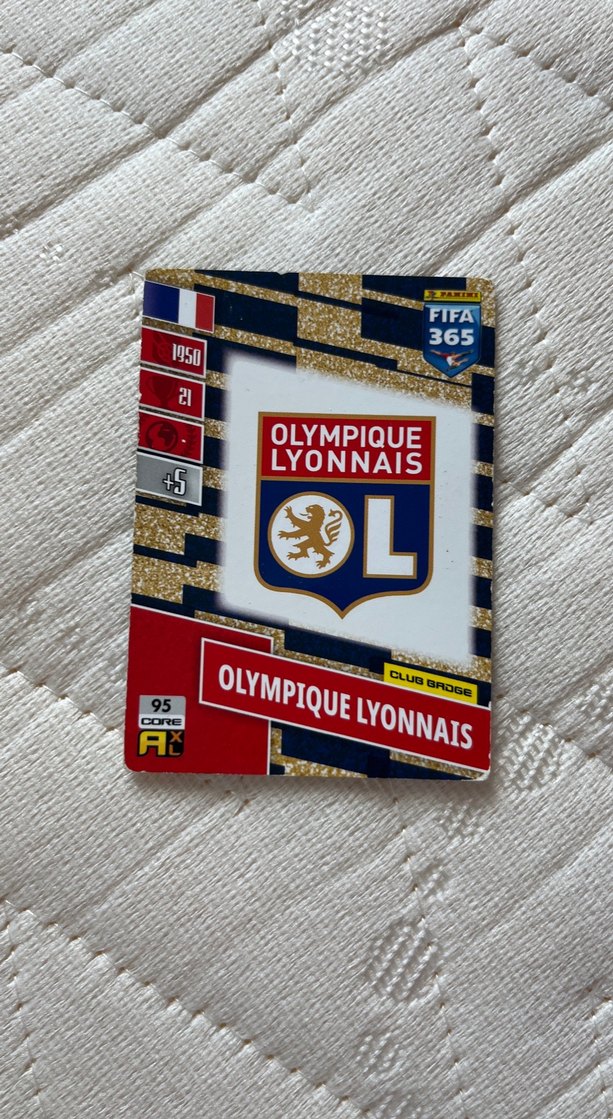 PANINI
FIFA
365
1950
21
-
+5
OLYMPIQUE
LYONNAIS
OL
CLUB BADGE
OLYMPIQUE LYONNAIS
95
CORE
AXL